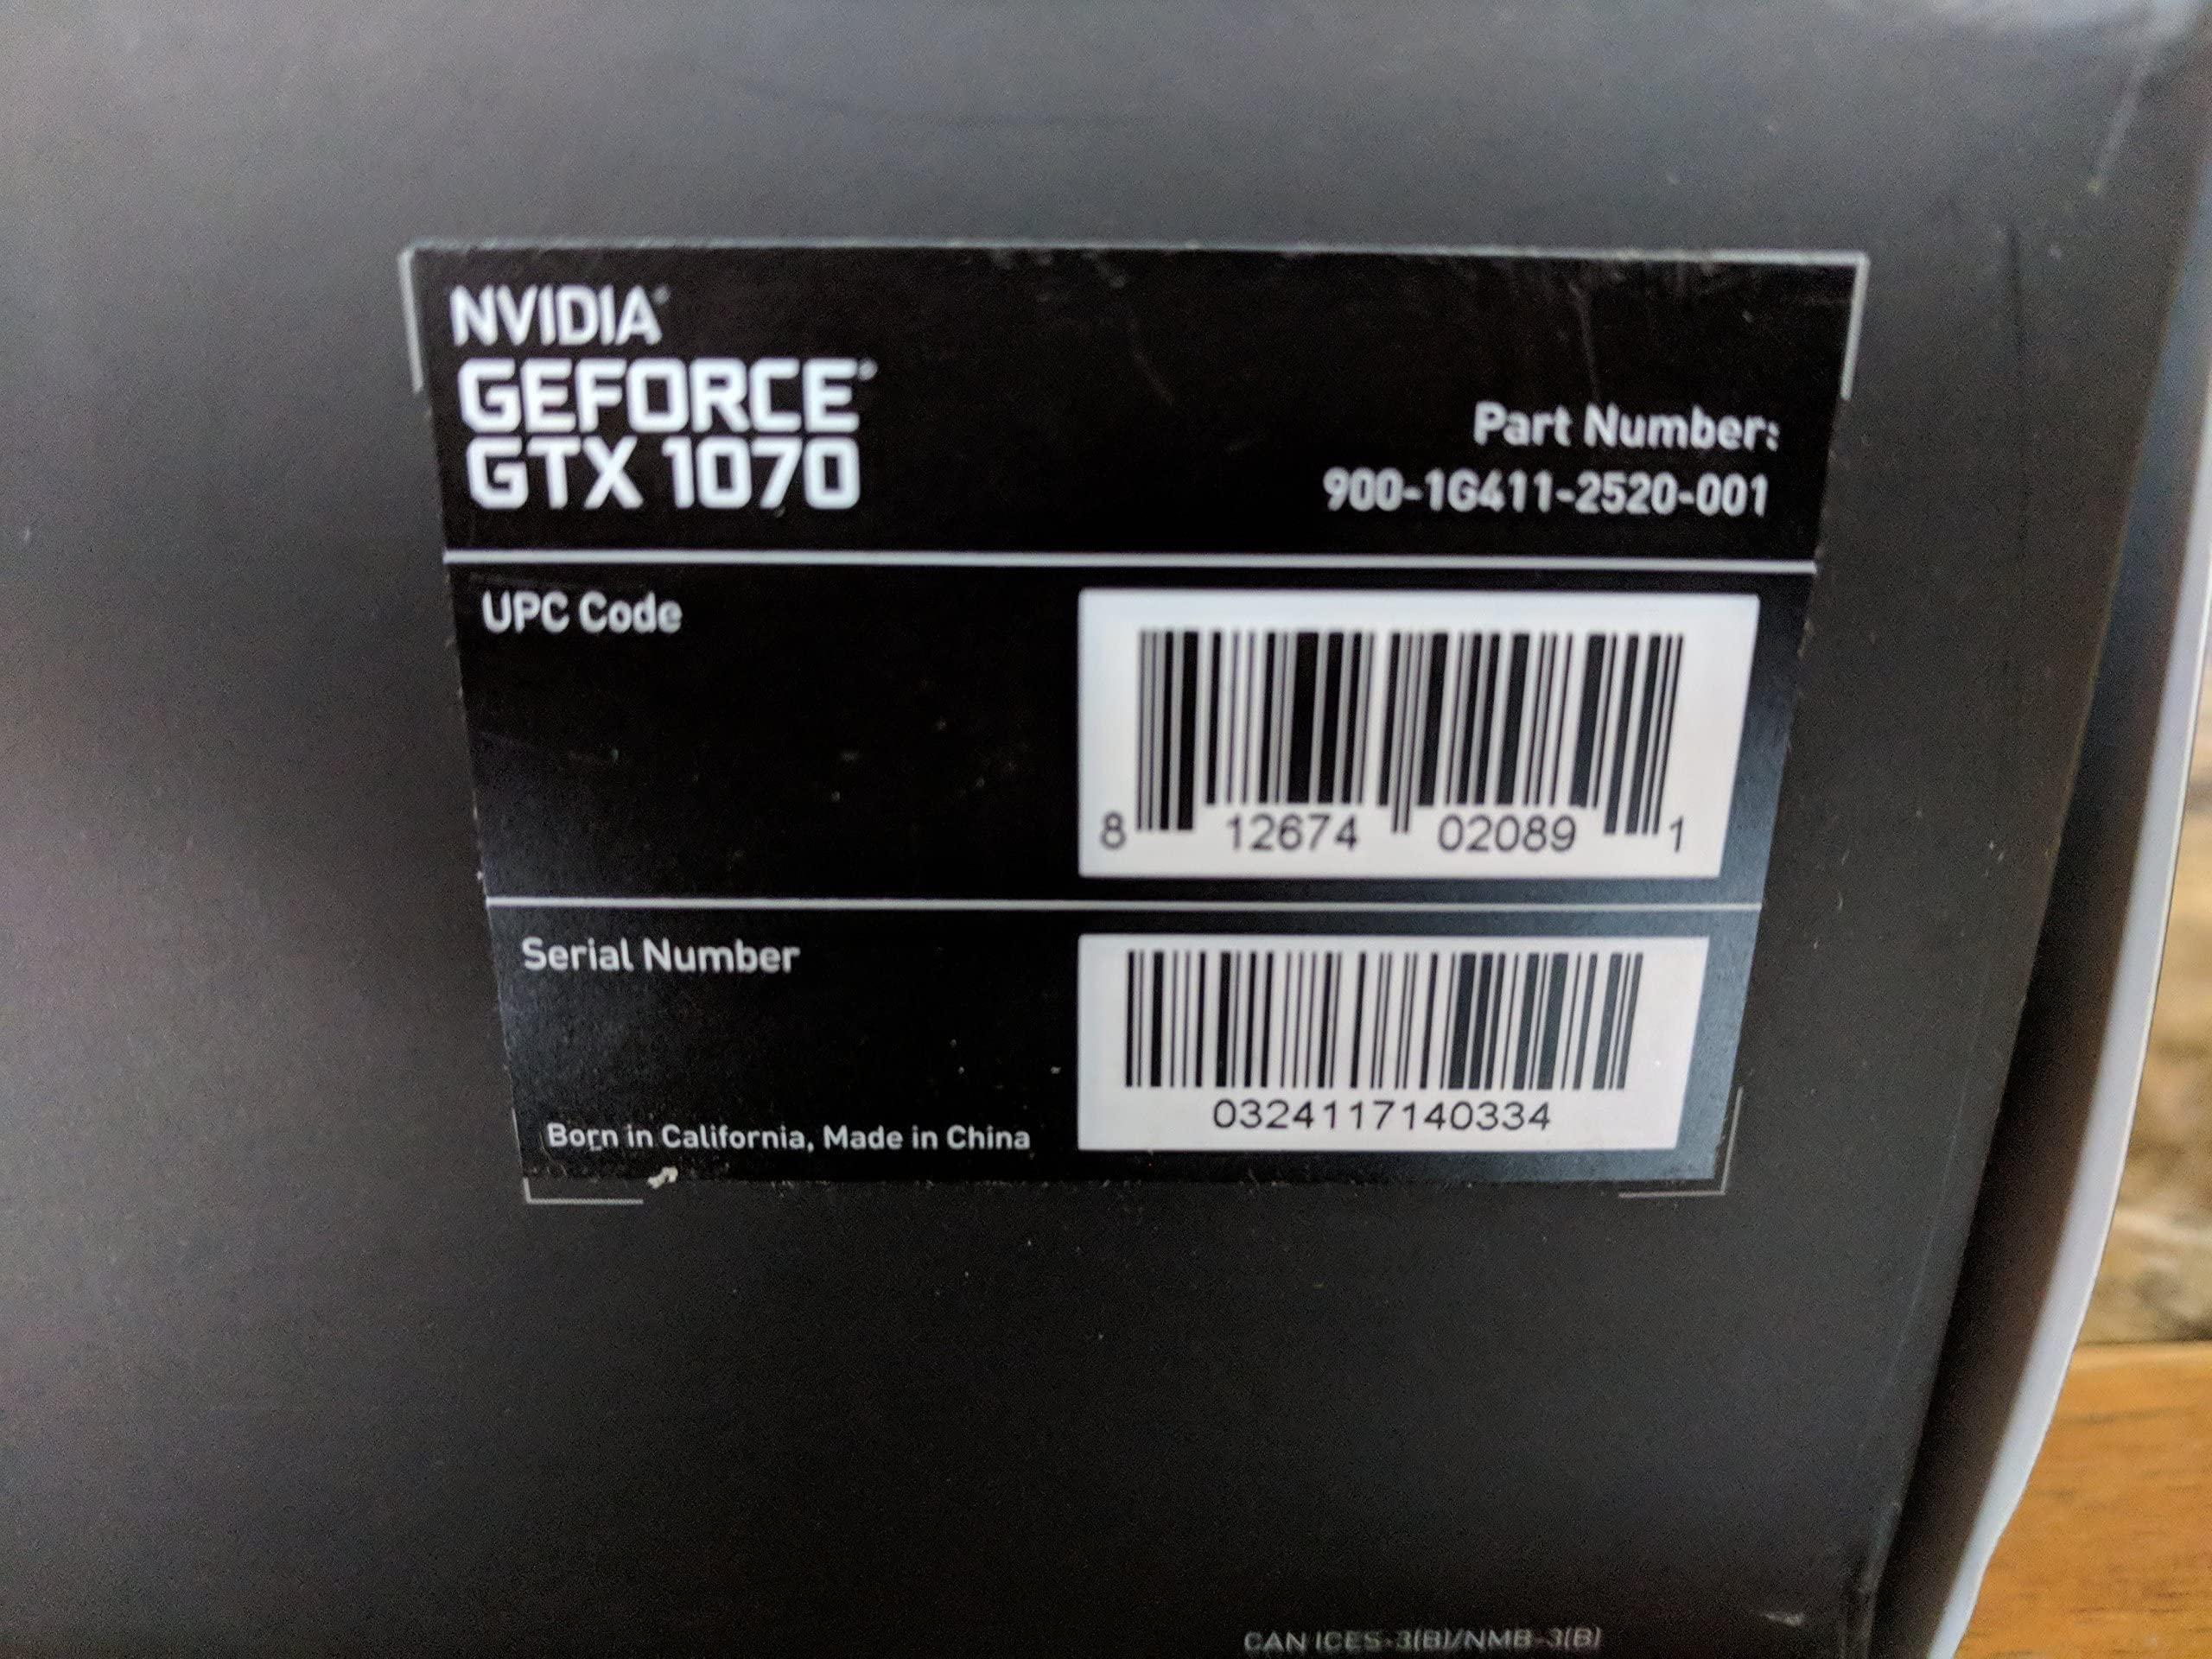 NVIDIA®
GEFORCE®
GTX 1070
Part Number:
900-1G411-2520-001
UPC Code
8 12674 02089 1
Serial Number
0324117140334
Born in California, Made in China
CAN ICES-3(B)/NMB-3(B)